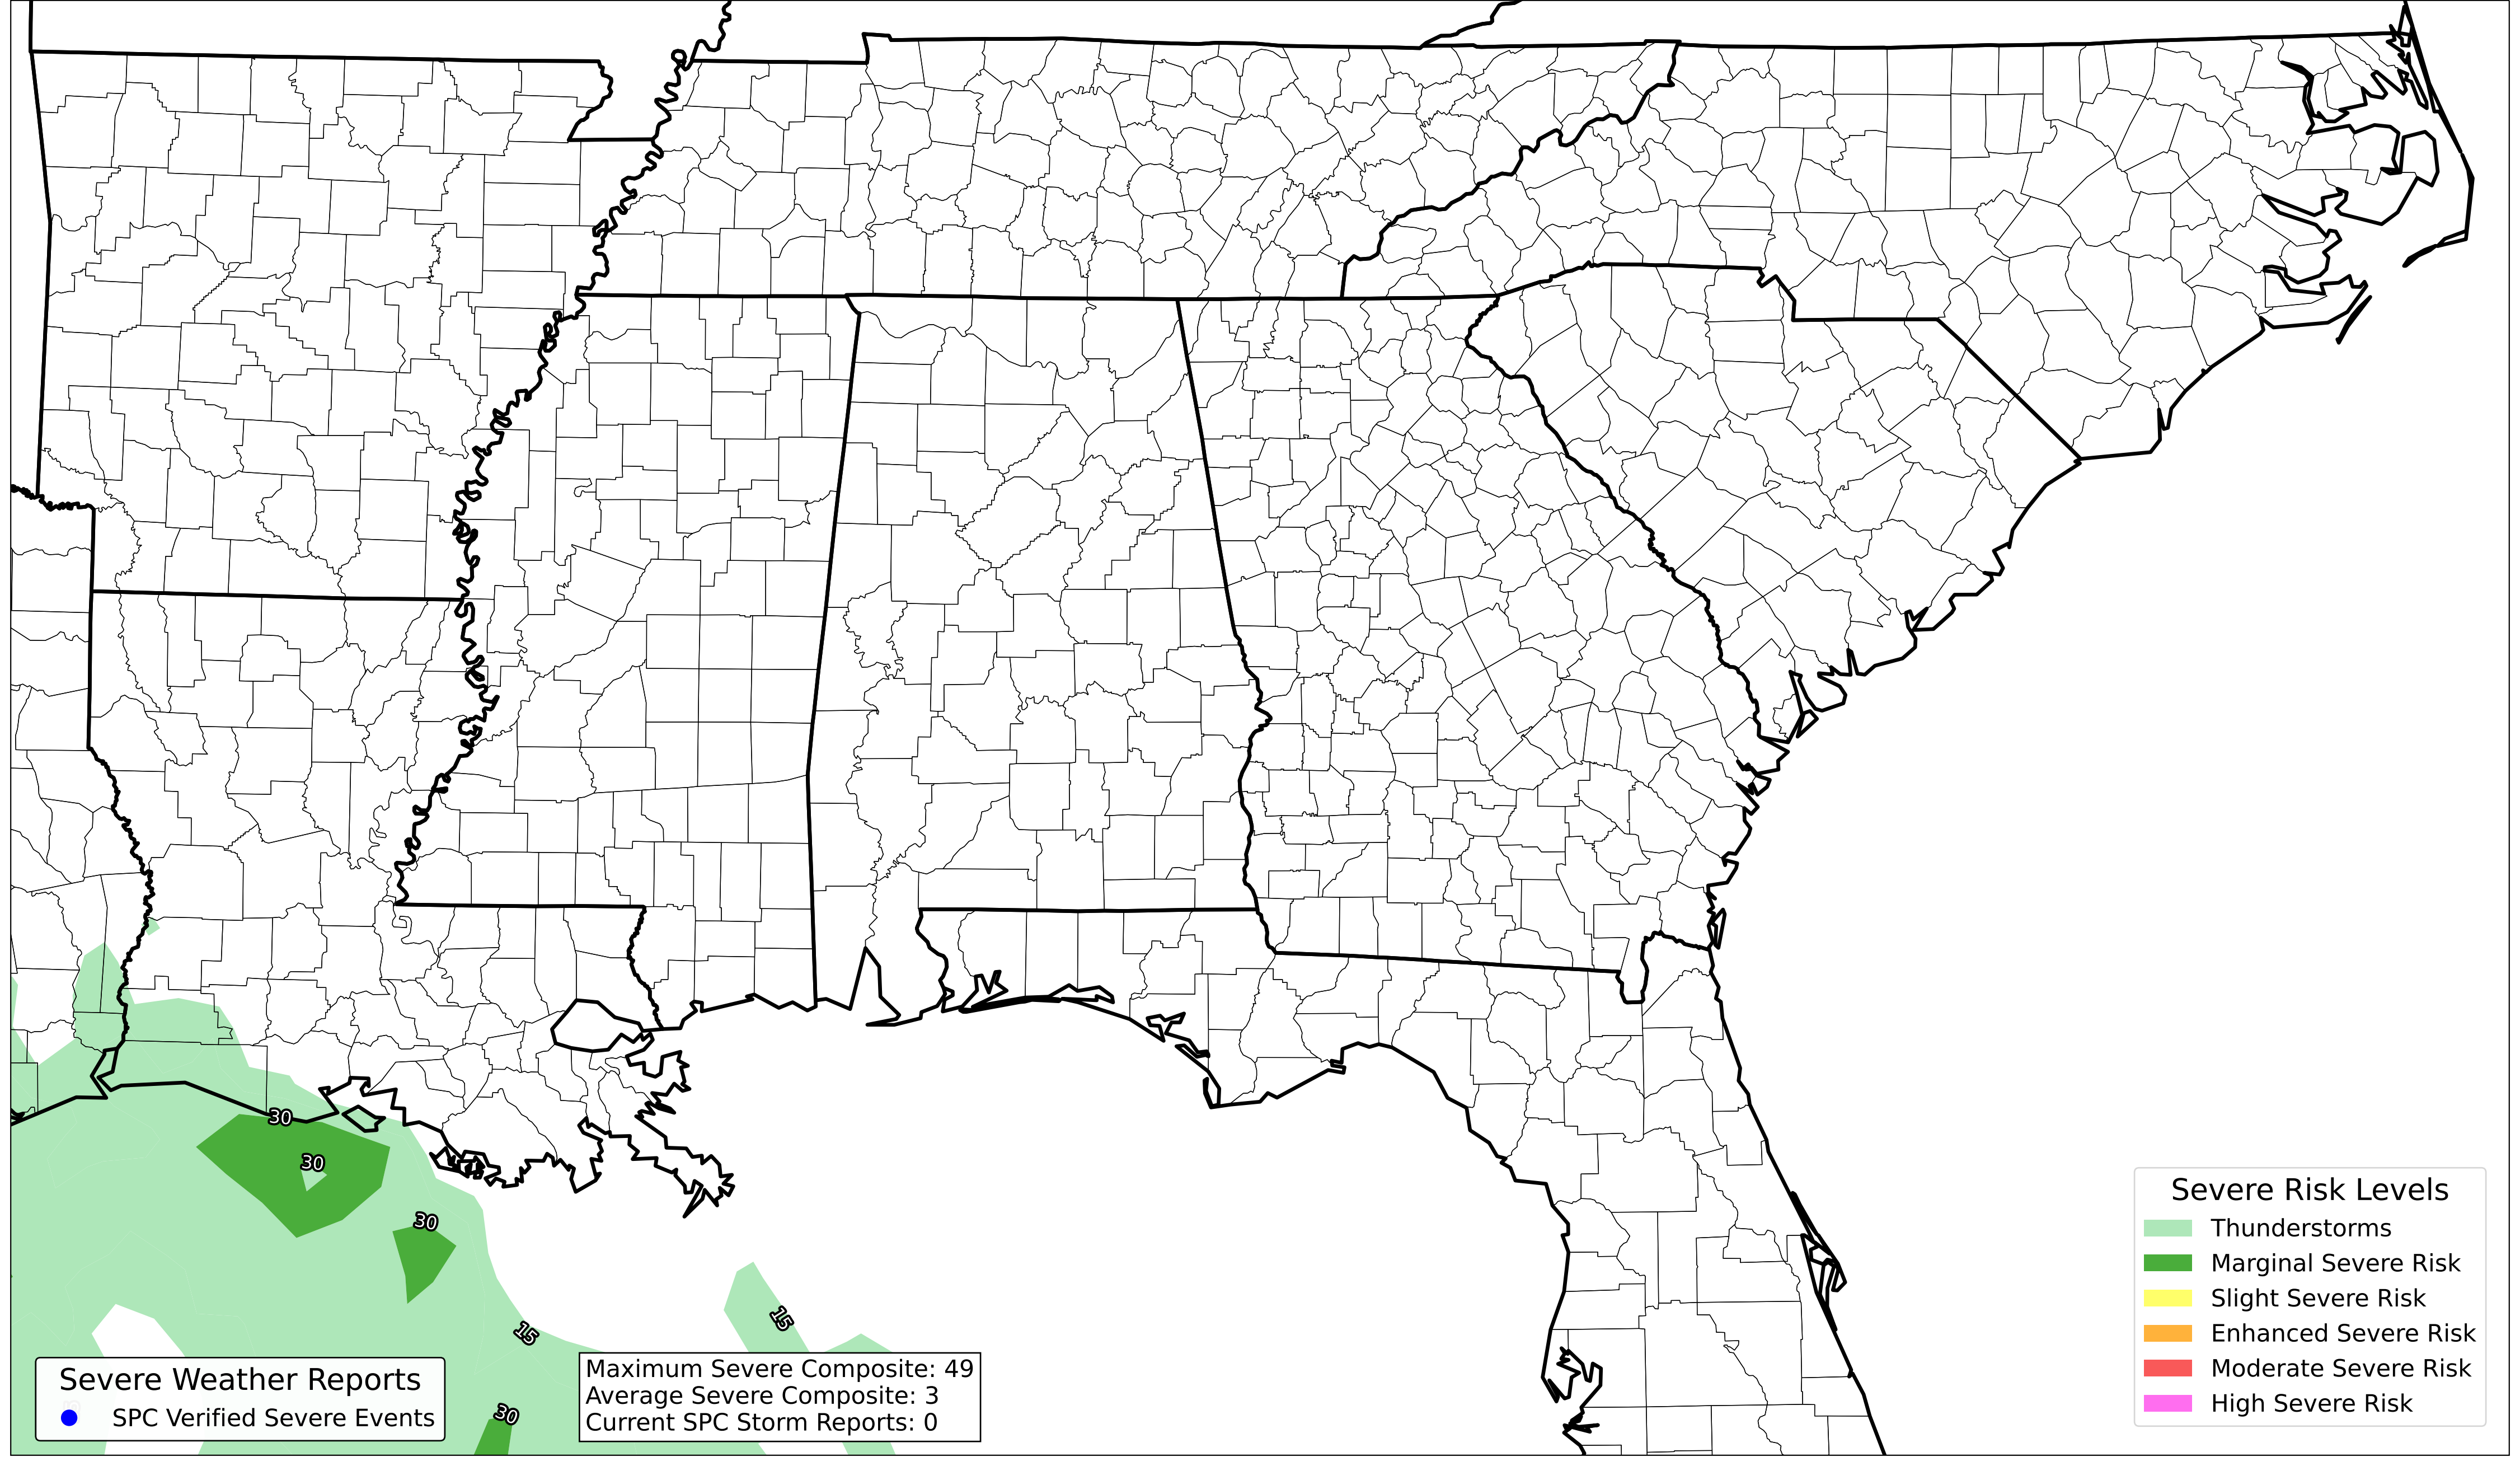 30
30
30
15
15
30
Severe Weather Reports
SPC Verified Severe Events
Maximum Severe Composite: 49
Average Severe Composite: 3
Current SPC Storm Reports: 0
Severe Risk Levels
Thunderstorms
Marginal Severe Risk
Slight Severe Risk
Enhanced Severe Risk
Moderate Severe Risk
High Severe Risk